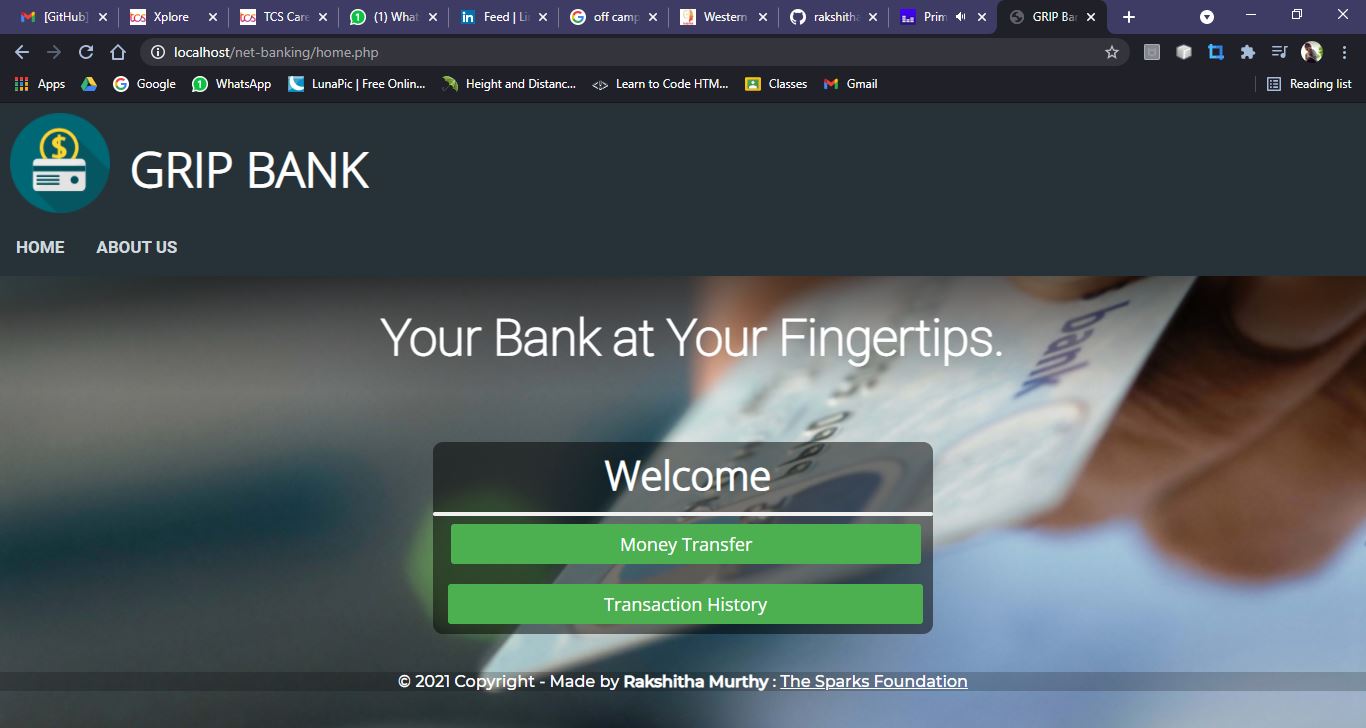 [GitHub]
Xplore
TCS Care
(1) What
Feed | Li
off camp
Western
rakshitha
Prim
GRIP Ba
localhost/net-banking/home.php
Apps
Google
WhatsApp
LunaPic | Free Onlin...
Height and Distanc...
Learn to Code HTM...
Classes
Gmail
Reading list
GRIP BANK
HOME ABOUT US
Your Bank at Your Fingertips.
bank
Welcome
Money Transfer
Transaction History
© 2021 Copyright - Made by Rakshitha Murthy : The Sparks Foundation